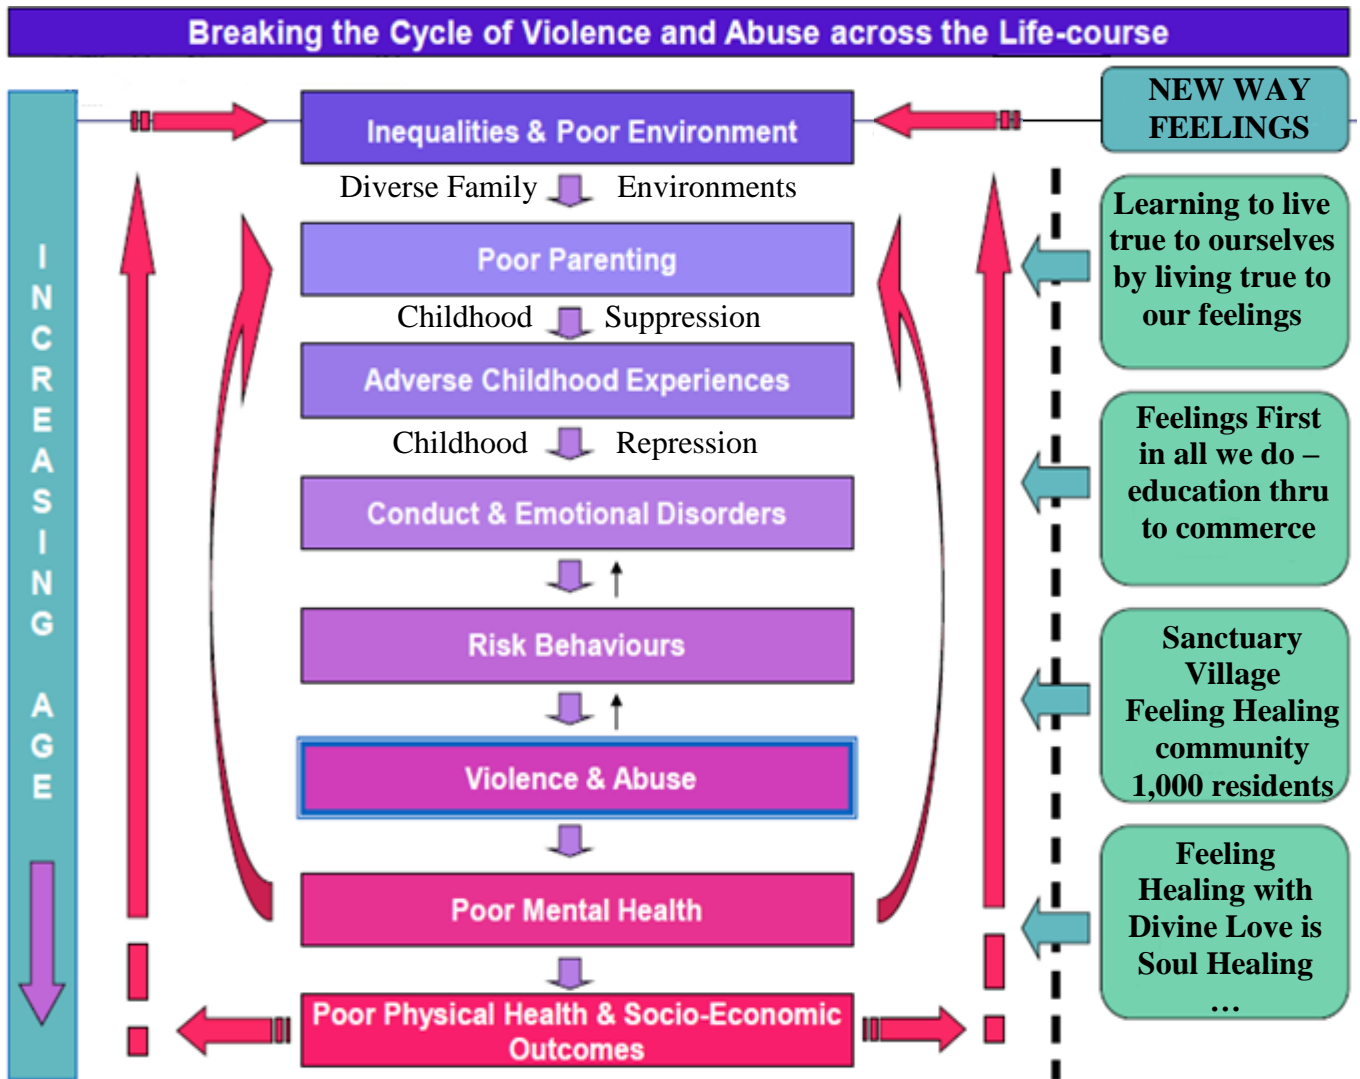 Breaking the Cycle of Violence and Abuse across the Life-course
INCREASING AGE
Inequalities & Poor Environment
Diverse Family Environments
Poor Parenting
Childhood Suppression
Adverse Childhood Experiences
Childhood Repression
Conduct & Emotional Disorders
Risk Behaviours
Violence & Abuse
Poor Mental Health
Poor Physical Health & Socio-Economic
Outcomes
NEW WAY
FEELINGS
Learning to live
true to ourselves
by living true to
our feelings
Feelings First
in all we do –
education thru
to commerce
Sanctuary
Village
Feeling Healing
community
1,000 residents
Feeling
Healing with
Divine Love is
Soul Healing
…